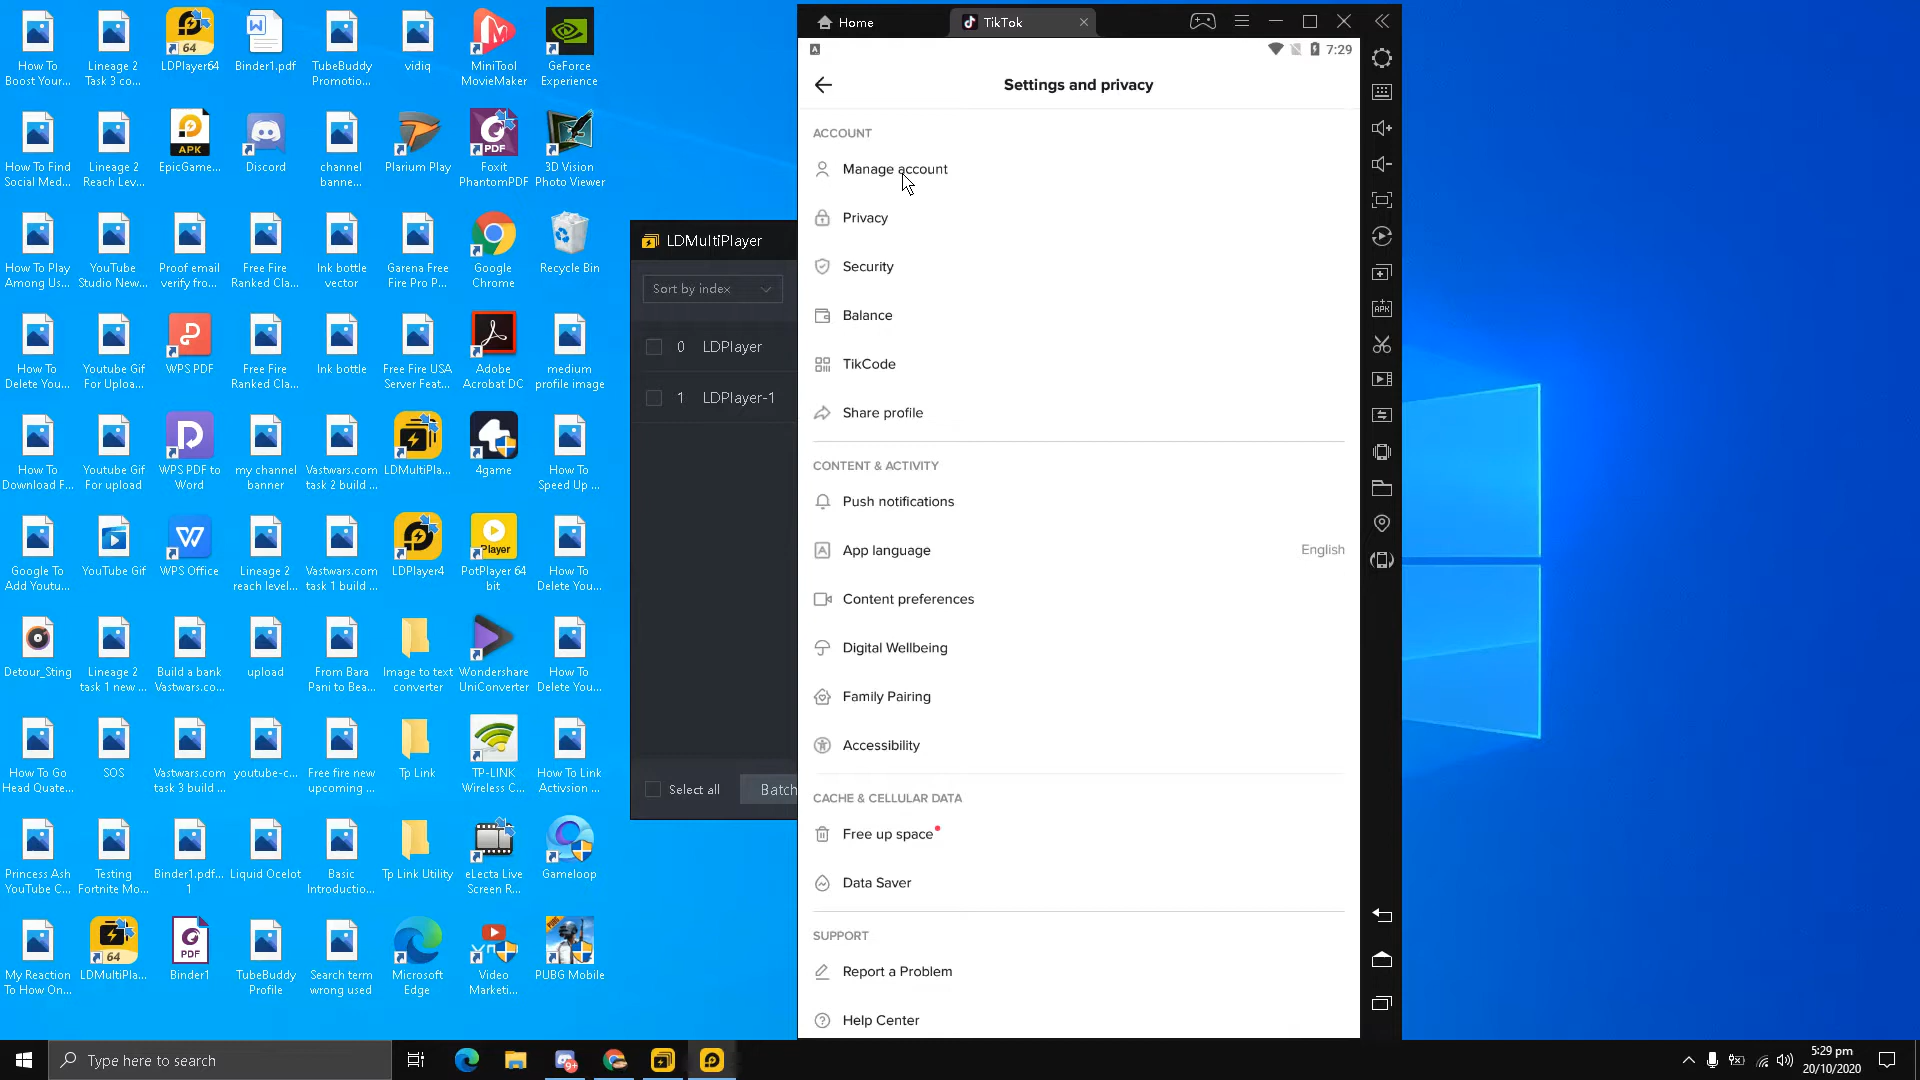 How To
Boost Your...
Lineage 2
Task 3 co...
64
LDPlayer64
Binder1.pdf
TubeBuddy
Promotio...
vidiq
MiniTool
MovieMaker
GeForce
Experience
How To Find
Social Med...
Lineage 2
Reach Lev...
APK
EpicGame...
Discord
channel
banne...
Plarium Play
PDF
Foxit
PhantomPDF
3D Vision
Photo Viewer
How To Play
Among Us...
YouTube
Studio New...
Proof email
verify fro...
Free Fire
Ranked Cla...
Ink bottle
vector
Garena Free
Fire Pro P...
Google
Chrome
Recycle Bin
How To
Delete You...
Youtube Gif
For Uploa...
WPS PDF
Free Fire
Ranked Cla...
Ink bottle
Free Fire USA
Server Feat...
Adobe
Acrobat DC
medium
profile image
How To
Download F...
Youtube Gif
For upload
WPS PDF to
Word
my channel
banner
Vastwars.com
task 2 build ...
LDMultiPla...
4game
How To
Speed Up ...
Google To
Add Youtu...
YouTube Gif
WPS Office
Lineage 2
reach level...
Vastwars.com
task 1 build ...
LDPlayer4
Player
PotPlayer 64
bit
How To
Delete You...
Detour_Sting
Lineage 2
task 1 new ...
Build a bank
Vastwars.co...
upload
From Bara
Pani to Bea...
Image to text
converter
Wondershare
UniConverter
How To
Delete You...
How To Go
Head Quate...
SOS
Vastwars.com
task 3 build ...
youtube-c...
Free fire new
upcoming ...
Tp Link
TP-LINK
Wireless C...
How To Link
Activsion ...
Princess Ash
YouTube C...
Testing
Fortnite Mo...
Binder1.pdf...
1
Liquid Ocelot
Basic
Introductio...
Tp Link Utility
eLecta Live
Screen R...
Gameloop
My Reaction
To How On...
64
LDMultiPla...
PDF
Binder1
TubeBuddy
Profile
Search term
wrong used
Microsoft
Edge
Video
Marketi...
PUBG Mobile
LDMultiPlayer
Sort by index
0 LDPlayer
1 LDPlayer-1
Select all
Batch
Home
TikTok
7:29
Settings and privacy
ACCOUNT
Manage account
Privacy
Security
Balance
TikCode
Share profile
CONTENT & ACTIVITY
Push notifications
App language English
Content preferences
Digital Wellbeing
Family Pairing
Accessibility
CACHE & CELLULAR DATA
Free up space
Data Saver
SUPPORT
Report a Problem
Help Center
APK
Type here to search
5:29 pm
20/10/2020